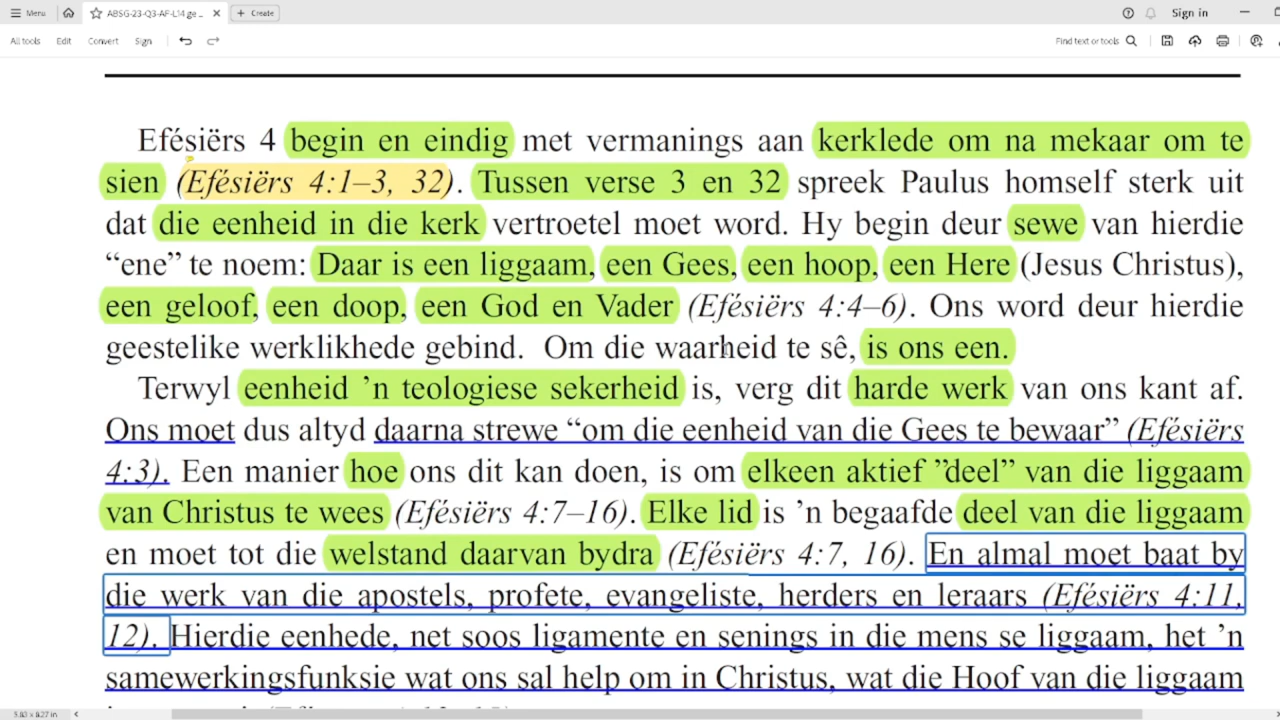 Menu
ABSG-23-Q3-AF-L14 ge ...
Create
Sign in
All tools Edit Convert Sign
Find text or tools
Efésiërs 4 begin en eindig met vermanings aan kerklede om na mekaar om te
sien (Efésiërs 4:1–3, 32). Tussen verse 3 en 32 spreek Paulus homself sterk uit
dat die eenheid in die kerk vertroetel moet word. Hy begin deur sewe van hierdie
“ene” te noem: Daar is een liggaam, een Gees, een hoop, een Here (Jesus Christus),
een geloof, een doop, een God en Vader (Efésiërs 4:4–6). Ons word deur hierdie
geestelike werklikhede gebind. Om die waarheid te sê, is ons een.
Terwyl eenheid ’n teologiese sekerheid is, verg dit harde werk van ons kant af.
Ons moet dus altyd daarna strewe “om die eenheid van die Gees te bewaar” (Efésiërs
4:3). Een manier hoe ons dit kan doen, is om elkeen aktief ”deel” van die liggaam
van Christus te wees (Efésiërs 4:7–16). Elke lid is ’n begaafde deel van die liggaam
en moet tot die welstand daarvan bydra (Efésiërs 4:7, 16). En almal moet baat by
die werk van die apostels, profete, evangeliste, herders en leraars (Efésiërs 4:11,
12). Hierdie eenhede, net soos ligamente en senings in die mens se liggaam, het ’n
samewerkingsfunksie wat ons sal help om in Christus, wat die Hoof van die liggaam
5.83 x 8.27 in